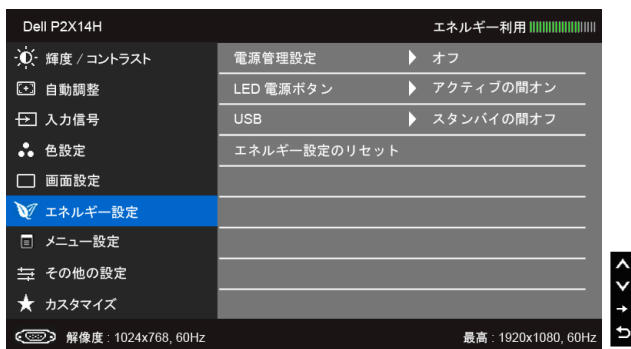 Dell P2X14H エネルギー利用
輝度 / コントラスト 電源管理設定 オフ
自動調整 LED 電源ボタン アクティブの間オン
入力信号 USB スタンバイの間オフ
色設定 エネルギー設定のリセット
画面設定
エネルギー設定
メニュー設定
その他の設定
カスタマイズ
解像度 : 1024x768, 60Hz 最高 : 1920x1080, 60Hz